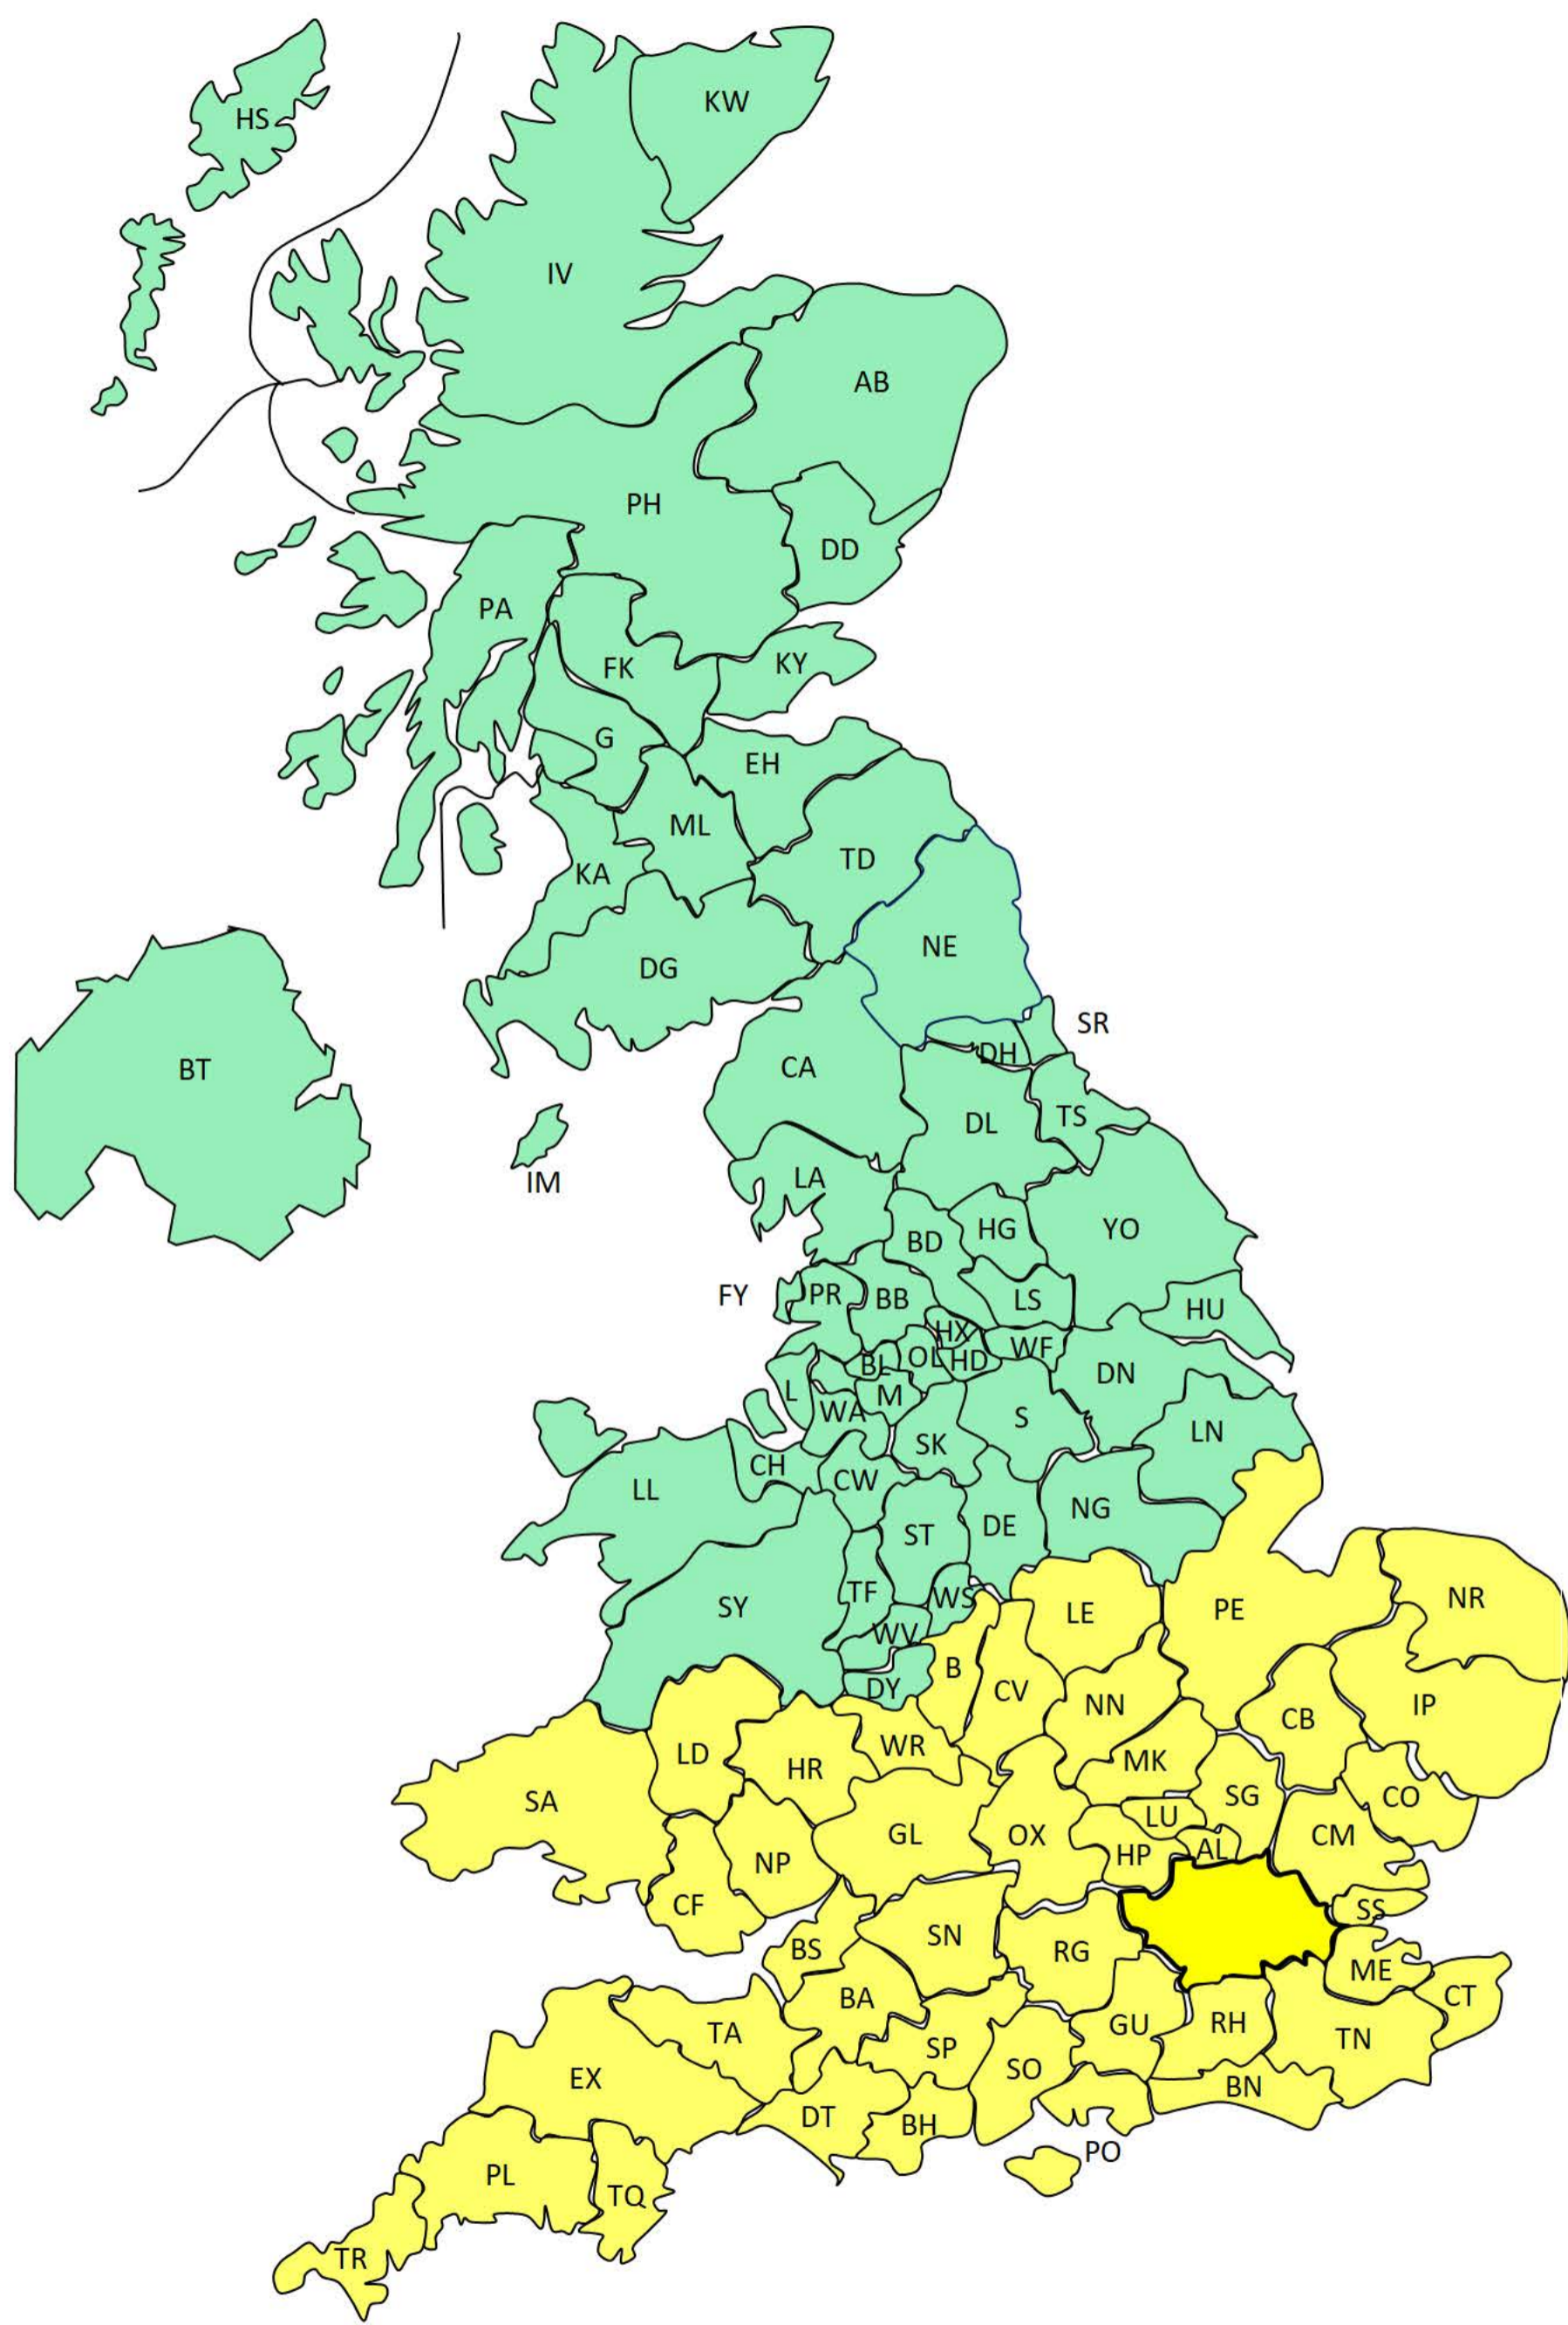 HS
KW
IV
AB
PH
DD
PA
FK
KY
G
EH
ML
TD
KA
NE
DG
SR
BT
CA
DH
DL
TS
IM
LA
YO
HG
BD
FY
PR
BB
LS
HU
HX
WF
OL
HD
BL
DN
L
M
WA
S
LN
SK
CH
CW
LL
NG
DE
ST
TF
WS
SY
NR
LE
PE
WV
B
DY
CV
NN
IP
CB
WR
LD
MK
HR
SG
CO
SA
LU
GL
OX
CM
AL
HP
NP
CF
SS
SN
BS
RG
ME
CT
BA
TA
GU
RH
TN
SP
SO
EX
BN
DT
BH
PO
PL
TQ
TR